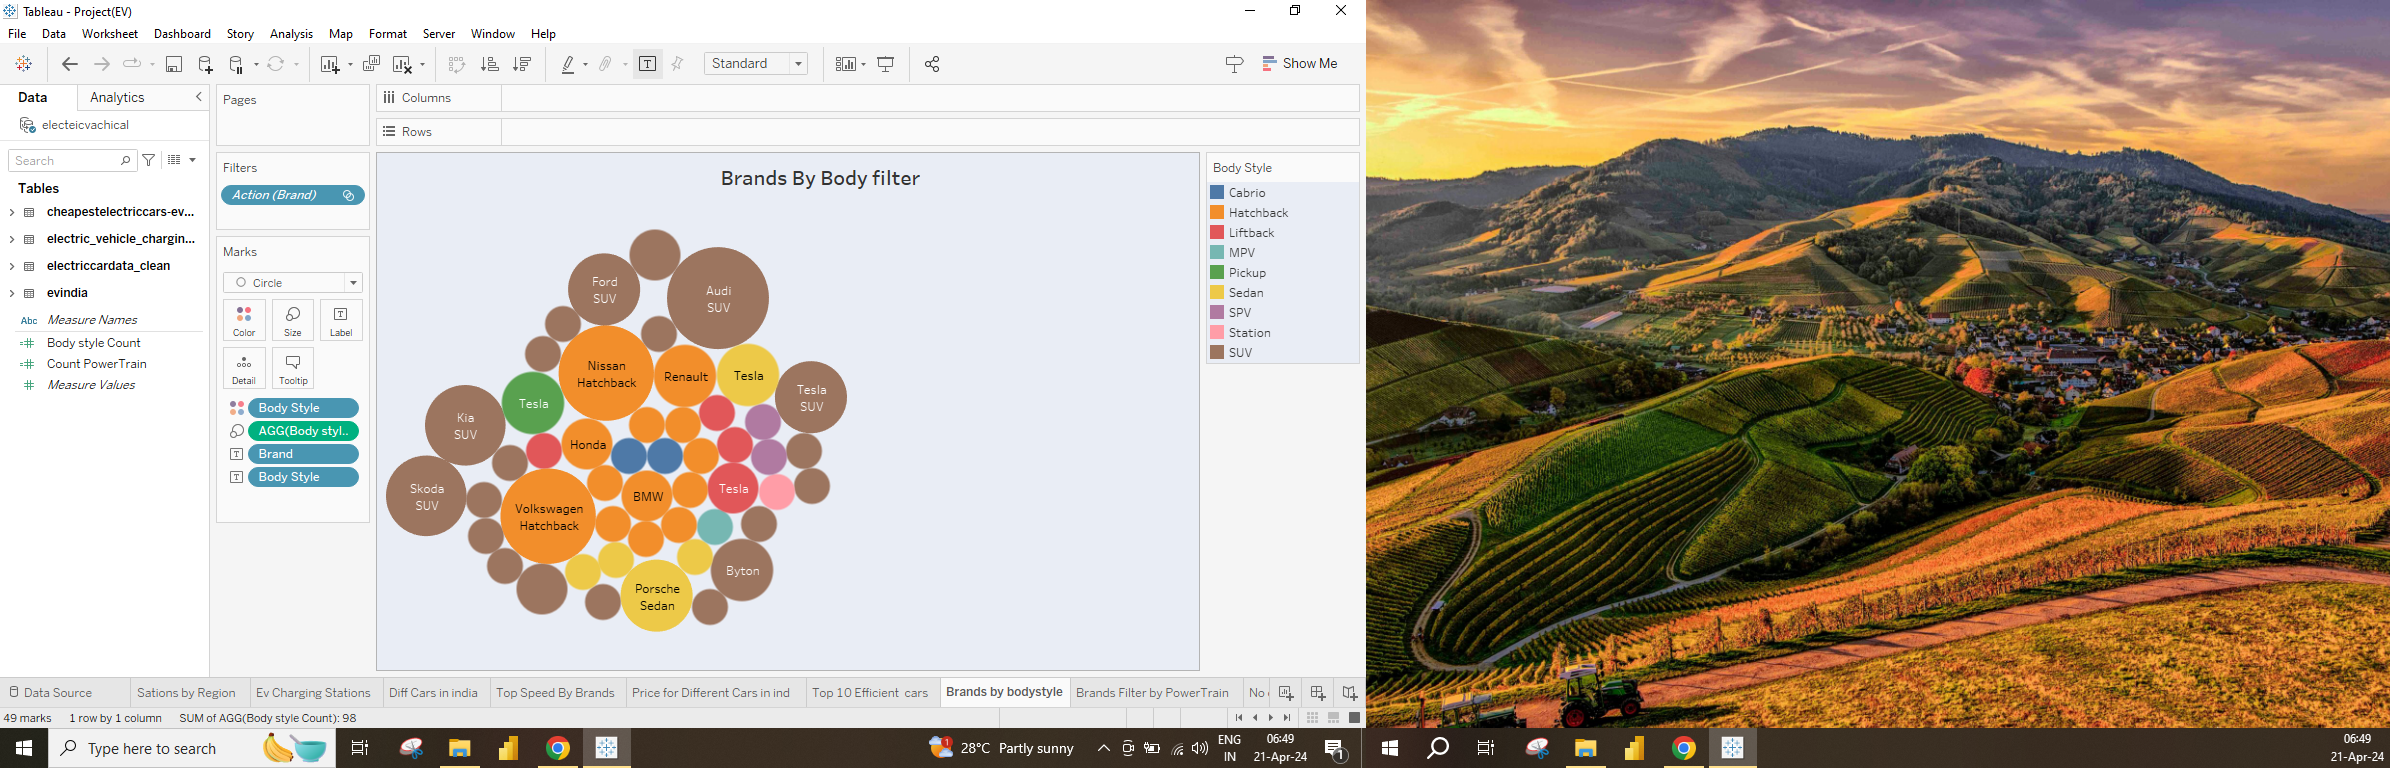 Tableau - Project(EV)
File Data Worksheet Dashboard Story Analysis Map Format Server Window Help
Standard
Show Me
Data Analytics
electeicvachical
Search
Tables
cheapestelectriccars-ev...
electric_vehicle_chargin...
electriccardata_clean
evindia
Abc Measure Names
Body style Count
Count PowerTrain
Measure Values
Pages
Filters
Action (Brand)
Marks
Circle
Color Size Label
Detail Tooltip
Body Style
AGG(Body styl..
Brand
Body Style
Columns
Rows
Brands By Body filter
Ford
SUV
Audi
SUV
Nissan
Hatchback
Renault
Tesla
Tesla
SUV
Tesla
Kia
SUV
Honda
Skoda
SUV
BMW
Tesla
Volkswagen
Hatchback
Byton
Porsche
Sedan
Body Style
Cabrio
Hatchback
Liftback
MPV
Pickup
Sedan
SPV
Station
SUV
Data Source Sations by Region Ev Charging Stations Diff Cars in india Top Speed By Brands Price for Different Cars in ind Top 10 Efficient cars Brands by bodystyle Brands Filter by PowerTrain No
49 marks 1 row by 1 column SUM of AGG(Body style Count): 98
Type here to search
1
28°C Partly sunny
ENG
IN
06:49
21-Apr-24
1
06:49
21-Apr-24